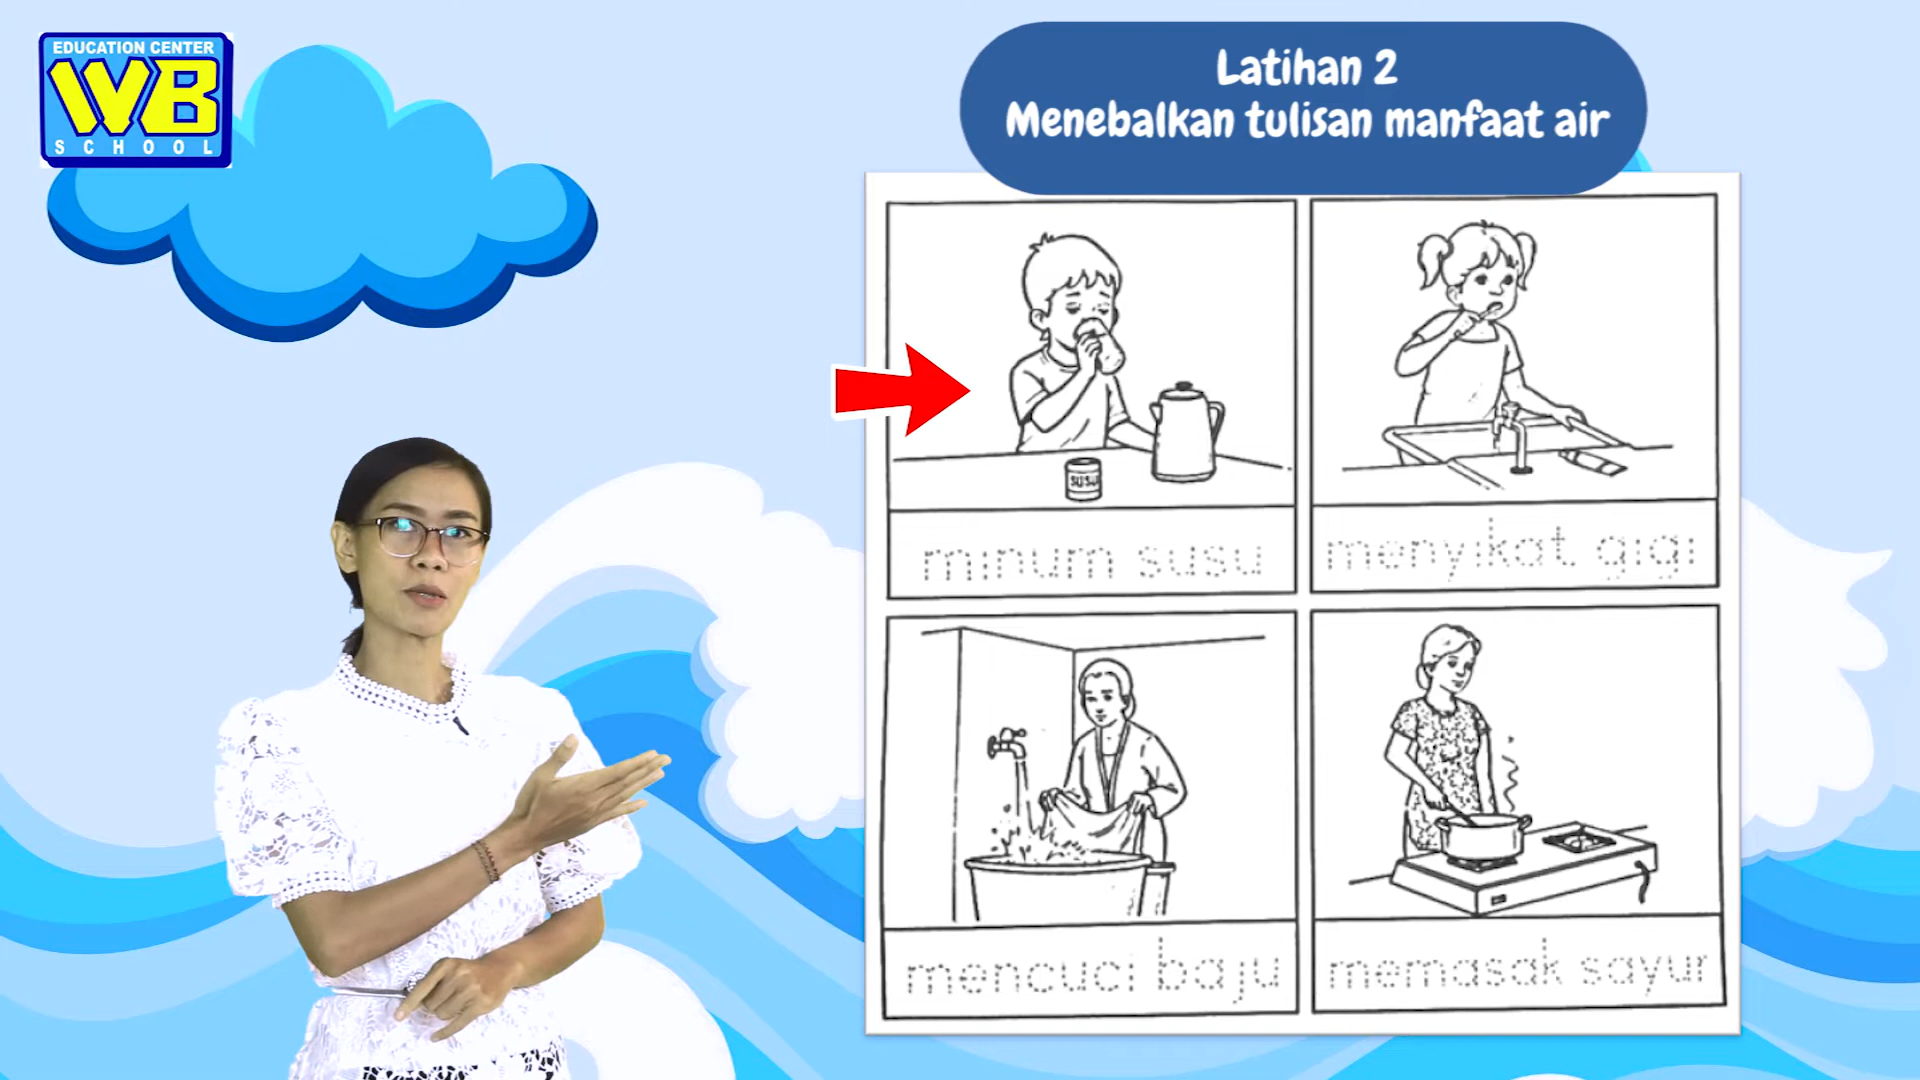 EDUCATION CENTER
WB
SCHOOL
Latihan 2
Menebalkan tulisan manfaat air
SUSU
minum susu
menyikat gigi
mencuci baju
memasak sayur